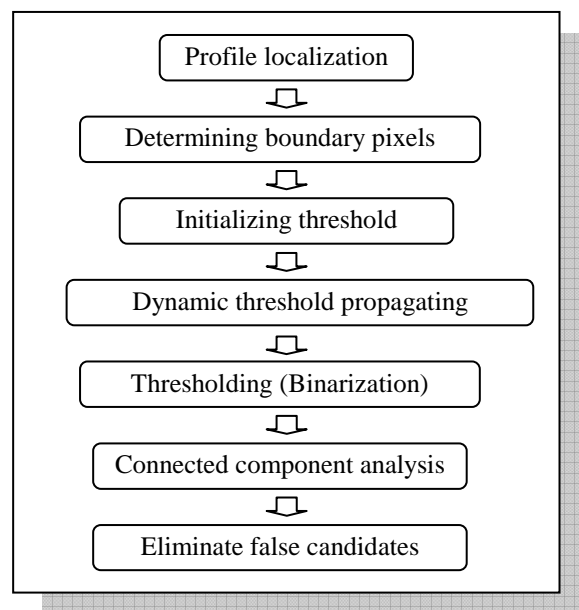 Profile localization
Determining boundary pixels
Initializing threshold
Dynamic threshold propagating
Thresholding (Binarization)
Connected component analysis
Eliminate false candidates